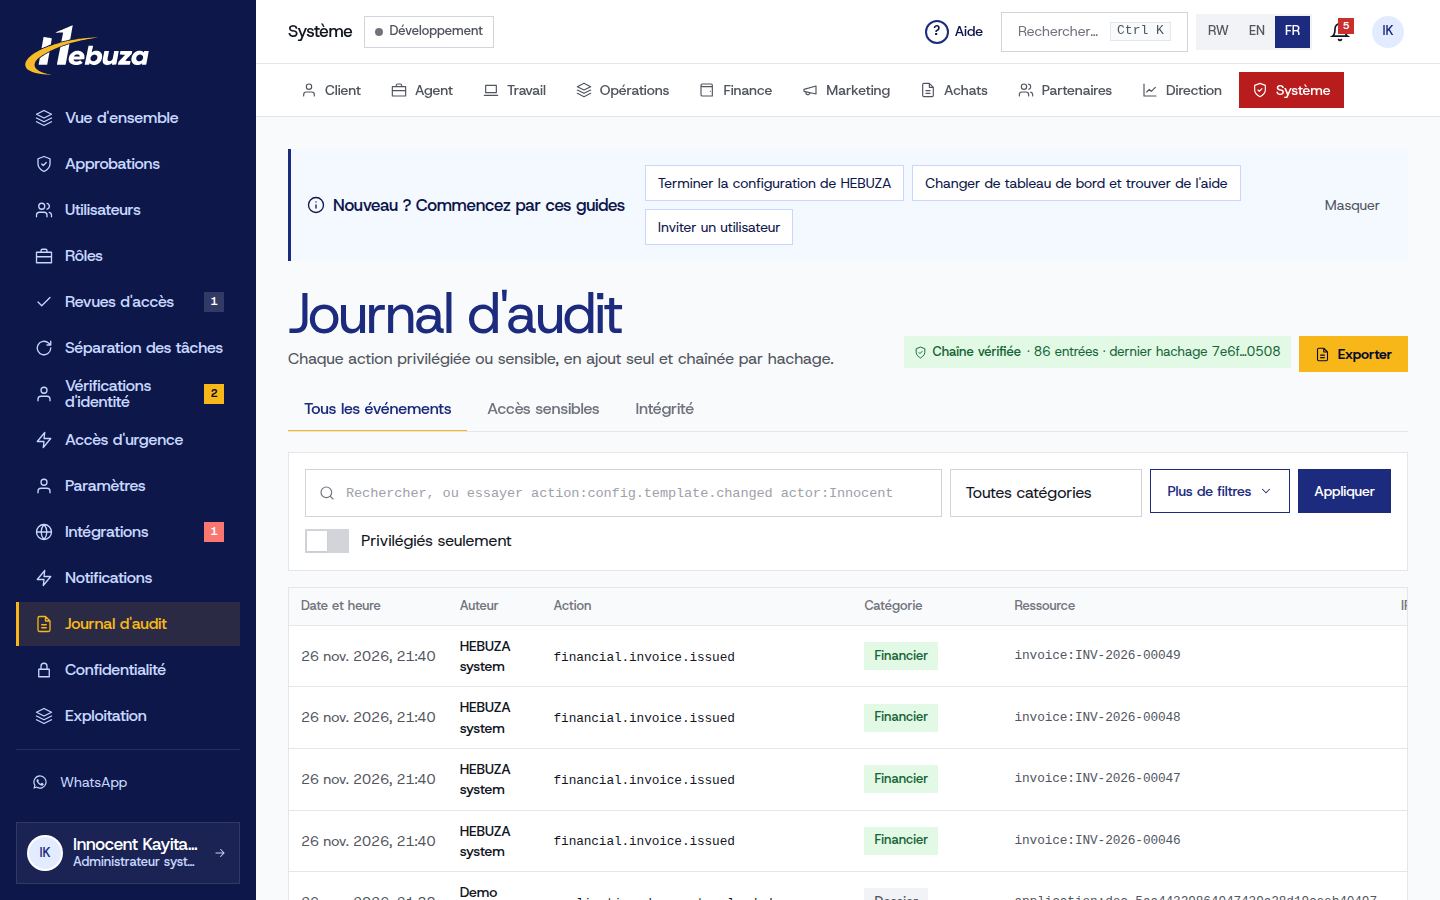 Hebuza
Système
Développement
? Aide
Rechercher... Ctrl K
RW EN FR
5
IK
Client
Agent
Travail
Opérations
Finance
Marketing
Achats
Partenaires
Direction
Système
Vue d'ensemble
Approbations
Utilisateurs
Rôles
Revues d'accès 1
Séparation des tâches
Vérifications
d'identité 2
Accès d'urgence
Paramètres
Intégrations 1
Notifications
Journal d'audit
Confidentialité
Exploitation
WhatsApp
IK
Innocent Kayita...
Administrateur syst...
Nouveau ? Commencez par ces guides
Terminer la configuration de HEBUZA
Changer de tableau de bord et trouver de l'aide
Inviter un utilisateur
Masquer
Journal d'audit
Chaque action privilégiée ou sensible, en ajout seul et chaînée par hachage.
Chaîne vérifiée · 86 entrées · dernier hachage 7e6f…0508
Exporter
Tous les événements
Accès sensibles
Intégrité
Rechercher, ou essayer action:config.template.changed actor:Innocent
Toutes catégories
Plus de filtres
Appliquer
Privilégiés seulement
Date et heure Auteur Action Catégorie Ressource
26 nov. 2026, 21:40 HEBUZA system financial.invoice.issued Financier invoice:INV-2026-00049
26 nov. 2026, 21:40 HEBUZA system financial.invoice.issued Financier invoice:INV-2026-00048
26 nov. 2026, 21:40 HEBUZA system financial.invoice.issued Financier invoice:INV-2026-00047
26 nov. 2026, 21:40 HEBUZA system financial.invoice.issued Financier invoice:INV-2026-00046
Demo